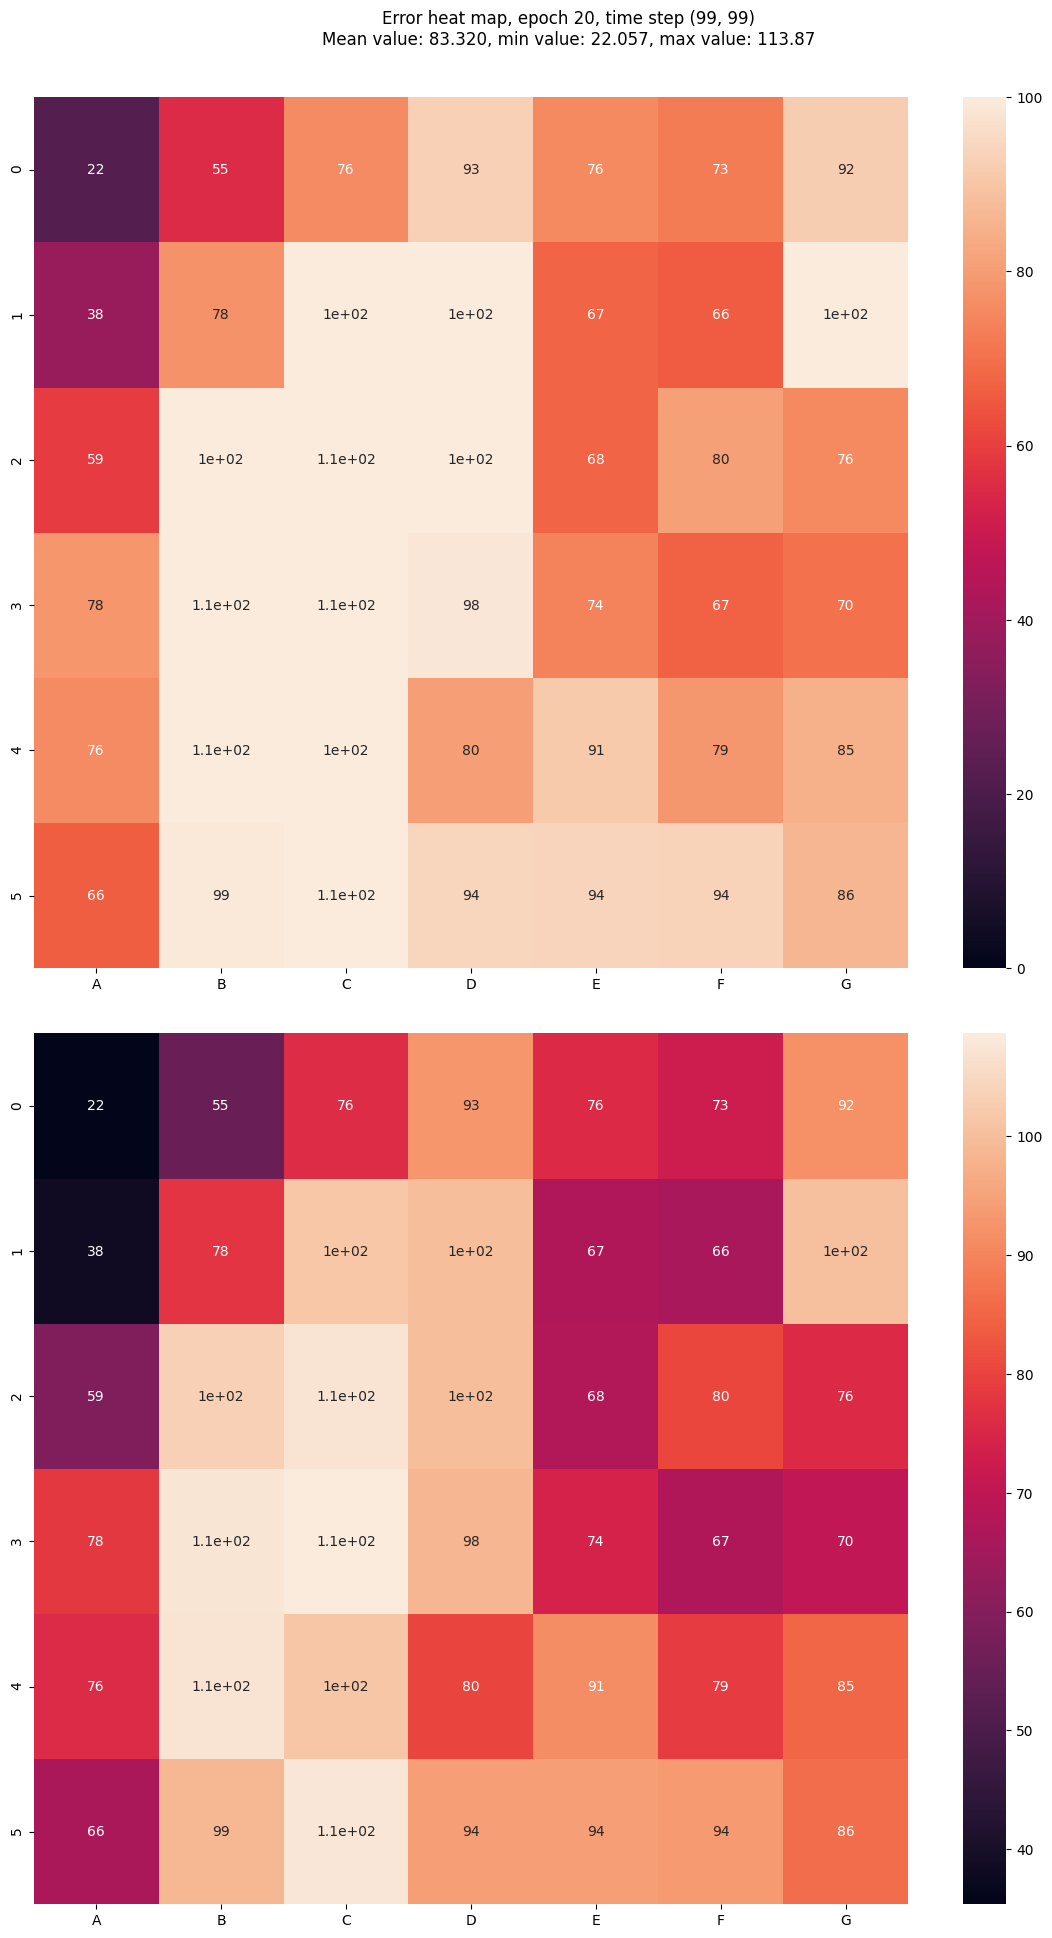 Error heat map, epoch 20, time step (99, 99)
Mean value: 83.320, min value: 22.057, max value: 113.87
0 22 55 76 93 76 73 92
1 38 78 1e+02 1e+02 67 66 1e+02
2 59 1e+02 1.1e+02 1e+02 68 80 76
3 78 1.1e+02 1.1e+02 98 74 67 70
4 76 1.1e+02 1e+02 80 91 79 85
5 66 99 1.1e+02 94 94 94 86
A B C D E F G
100
80
60
40
20
0
0 22 55 76 93 76 73 92
1 38 78 1e+02 1e+02 67 66 1e+02
2 59 1e+02 1.1e+02 1e+02 68 80 76
3 78 1.1e+02 1.1e+02 98 74 67 70
4 76 1.1e+02 1e+02 80 91 79 85
5 66 99 1.1e+02 94 94 94 86
A B C D E F G
100
90
80
70
60
50
40